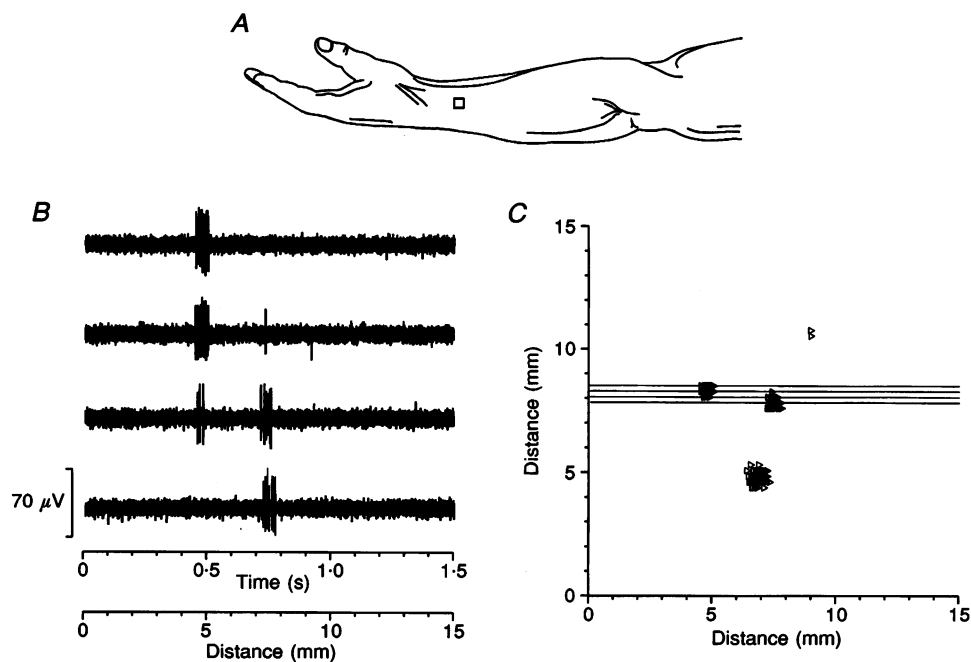 A
B
70 µV
0 0·5 1·0 1·5
Time (s)
0 5 10 15
Distance (mm)
C
15
10
5
0
Distance (mm)
0 5 10 15
Distance (mm)